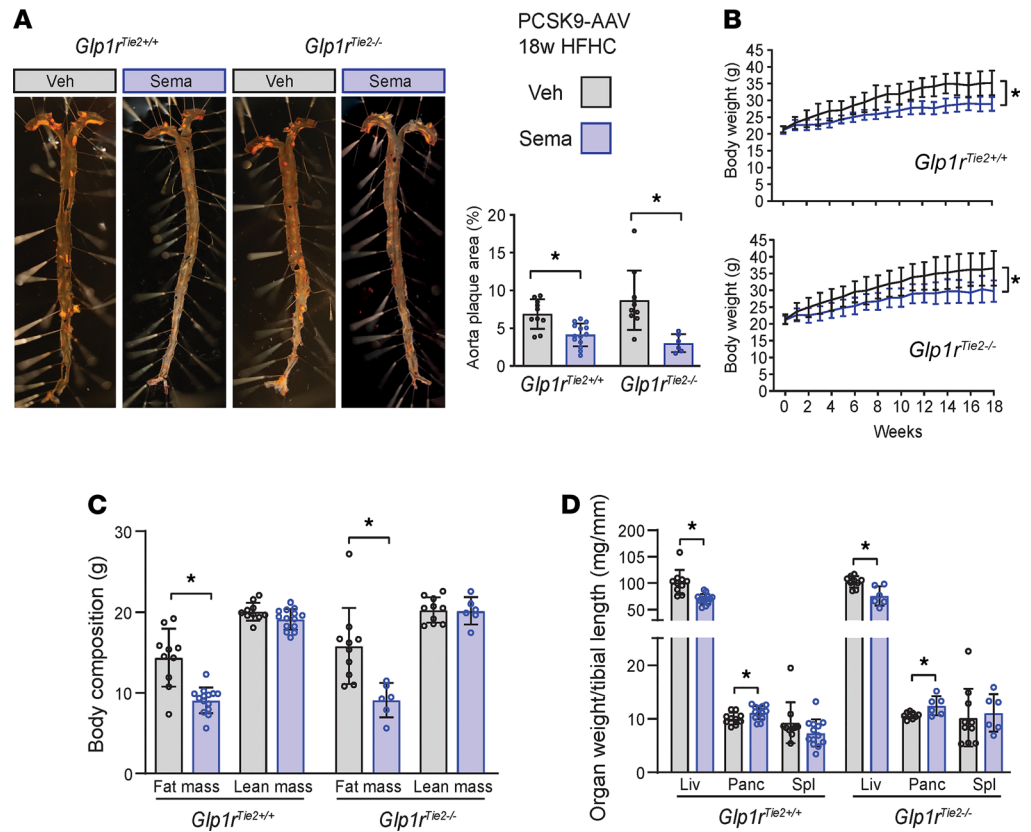 A
Glp1rTie2+/+
Glp1rTie2-/-
Veh
Sema
Veh
Sema
PCSK9-AAV
18w HFHC
Veh
Sema
Aorta plaque area (%)
20
15
10
5
0
*
*
Glp1rTie2+/+
Glp1rTie2-/-
B
Body weight (g)
45
40
35
30
25
20
15
10
5
0
*
Glp1rTie2+/+
Body weight (g)
45
40
35
30
25
20
15
10
5
0
*
Glp1rTie2-/-
0 2 4 6 8 10 12 14 16 18
Weeks
C
Body composition (g)
30
20
10
0
*
*
Fat mass Lean mass Fat mass Lean mass
Glp1rTie2+/+
Glp1rTie2-/-
D
Organ weight/tibial length (mg/mm)
200
105
100
50
20
10
0
*
*
*
*
Liv Panc Spl Liv Panc Spl
Glp1rTie2+/+
Glp1rTie2-/-